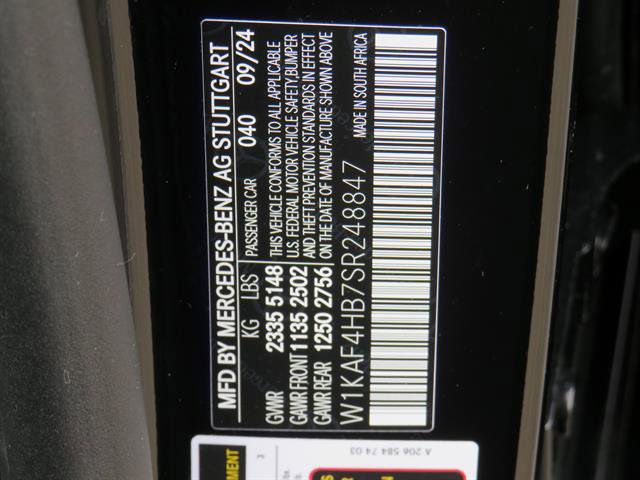 MFD BY MERCEDES-BENZ AG STUTTGART
KG LBS PASSENGER CAR 040 09/24
GVWR 2335 5148
GAWR FRONT 1135 2502
GAWR REAR 1250 2756
THIS VEHICLE CONFORMS TO ALL APPLICABLE
U.S. FEDERAL MOTOR VEHICLE SAFETY, BUMPER
AND THEFT PREVENTION STANDARDS IN EFFECT
ON THE DATE OF MANUFACTURE SHOWN ABOVE
W1KAF4HB7SR248847 MADE IN SOUTH AFRICA
A 206 584 74 03
3